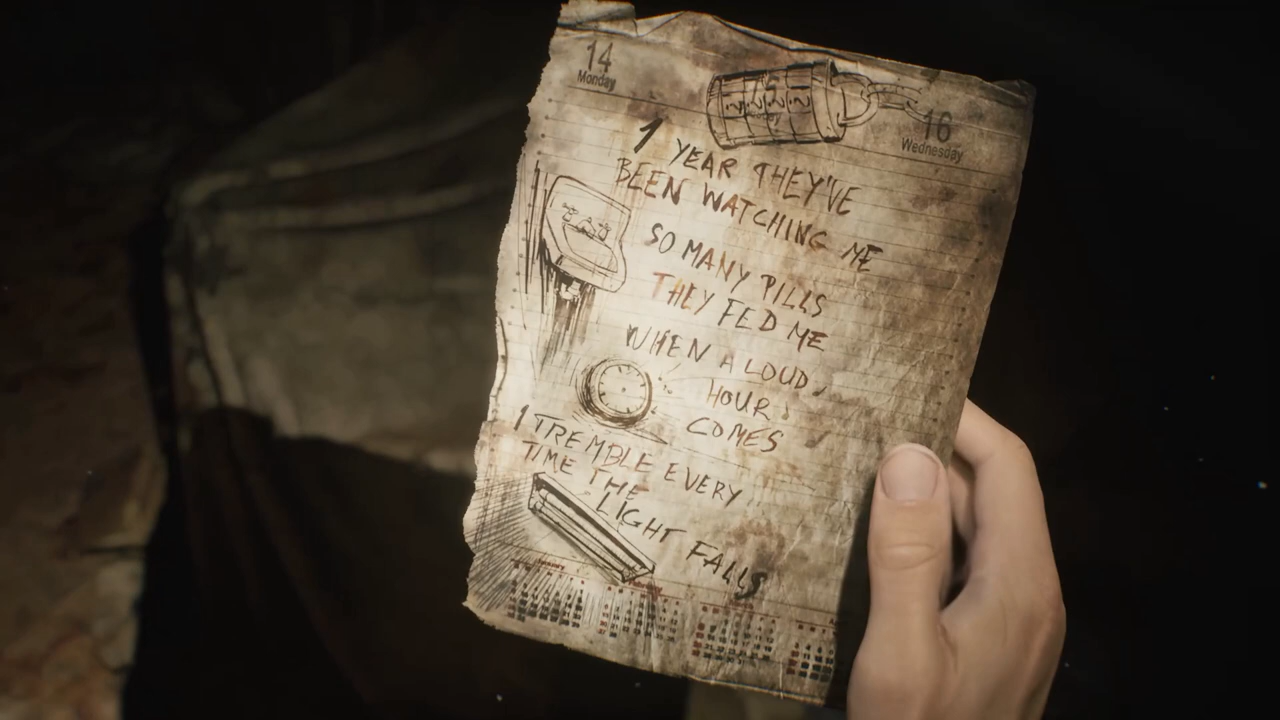 14
Monday
16
Wednesday
1 YEAR THEY'VE
BEEN WATCHING ME
SO MANY PILLS
THEY FED ME
WHEN A LOUD
HOUR
COMES
I TREMBLE EVERY
TIME THE
LIGHT FALLS